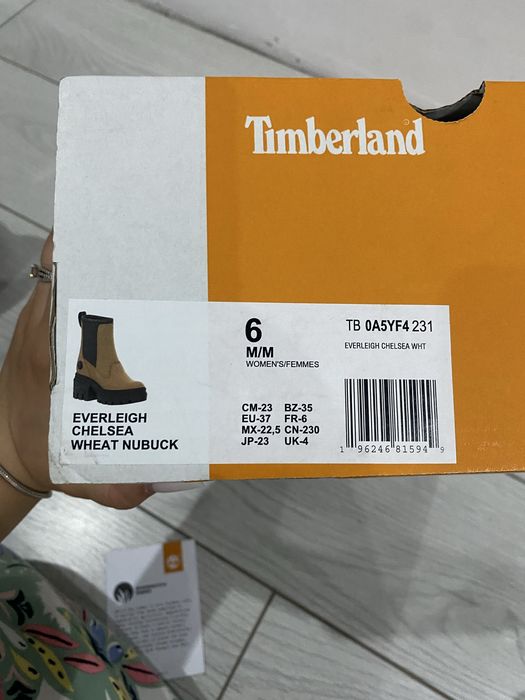 Timberland
6
M/M
WOMEN'S/FEMMES
TB 0A5YF4 231
EVERLEIGH CHELSEA WHT
EVERLEIGH
CHELSEA
WHEAT NUBUCK
CM-23 BZ-35
EU-37 FR-6
MX-22,5 CN-230
JP-23 UK-4
1 96246 81594 9